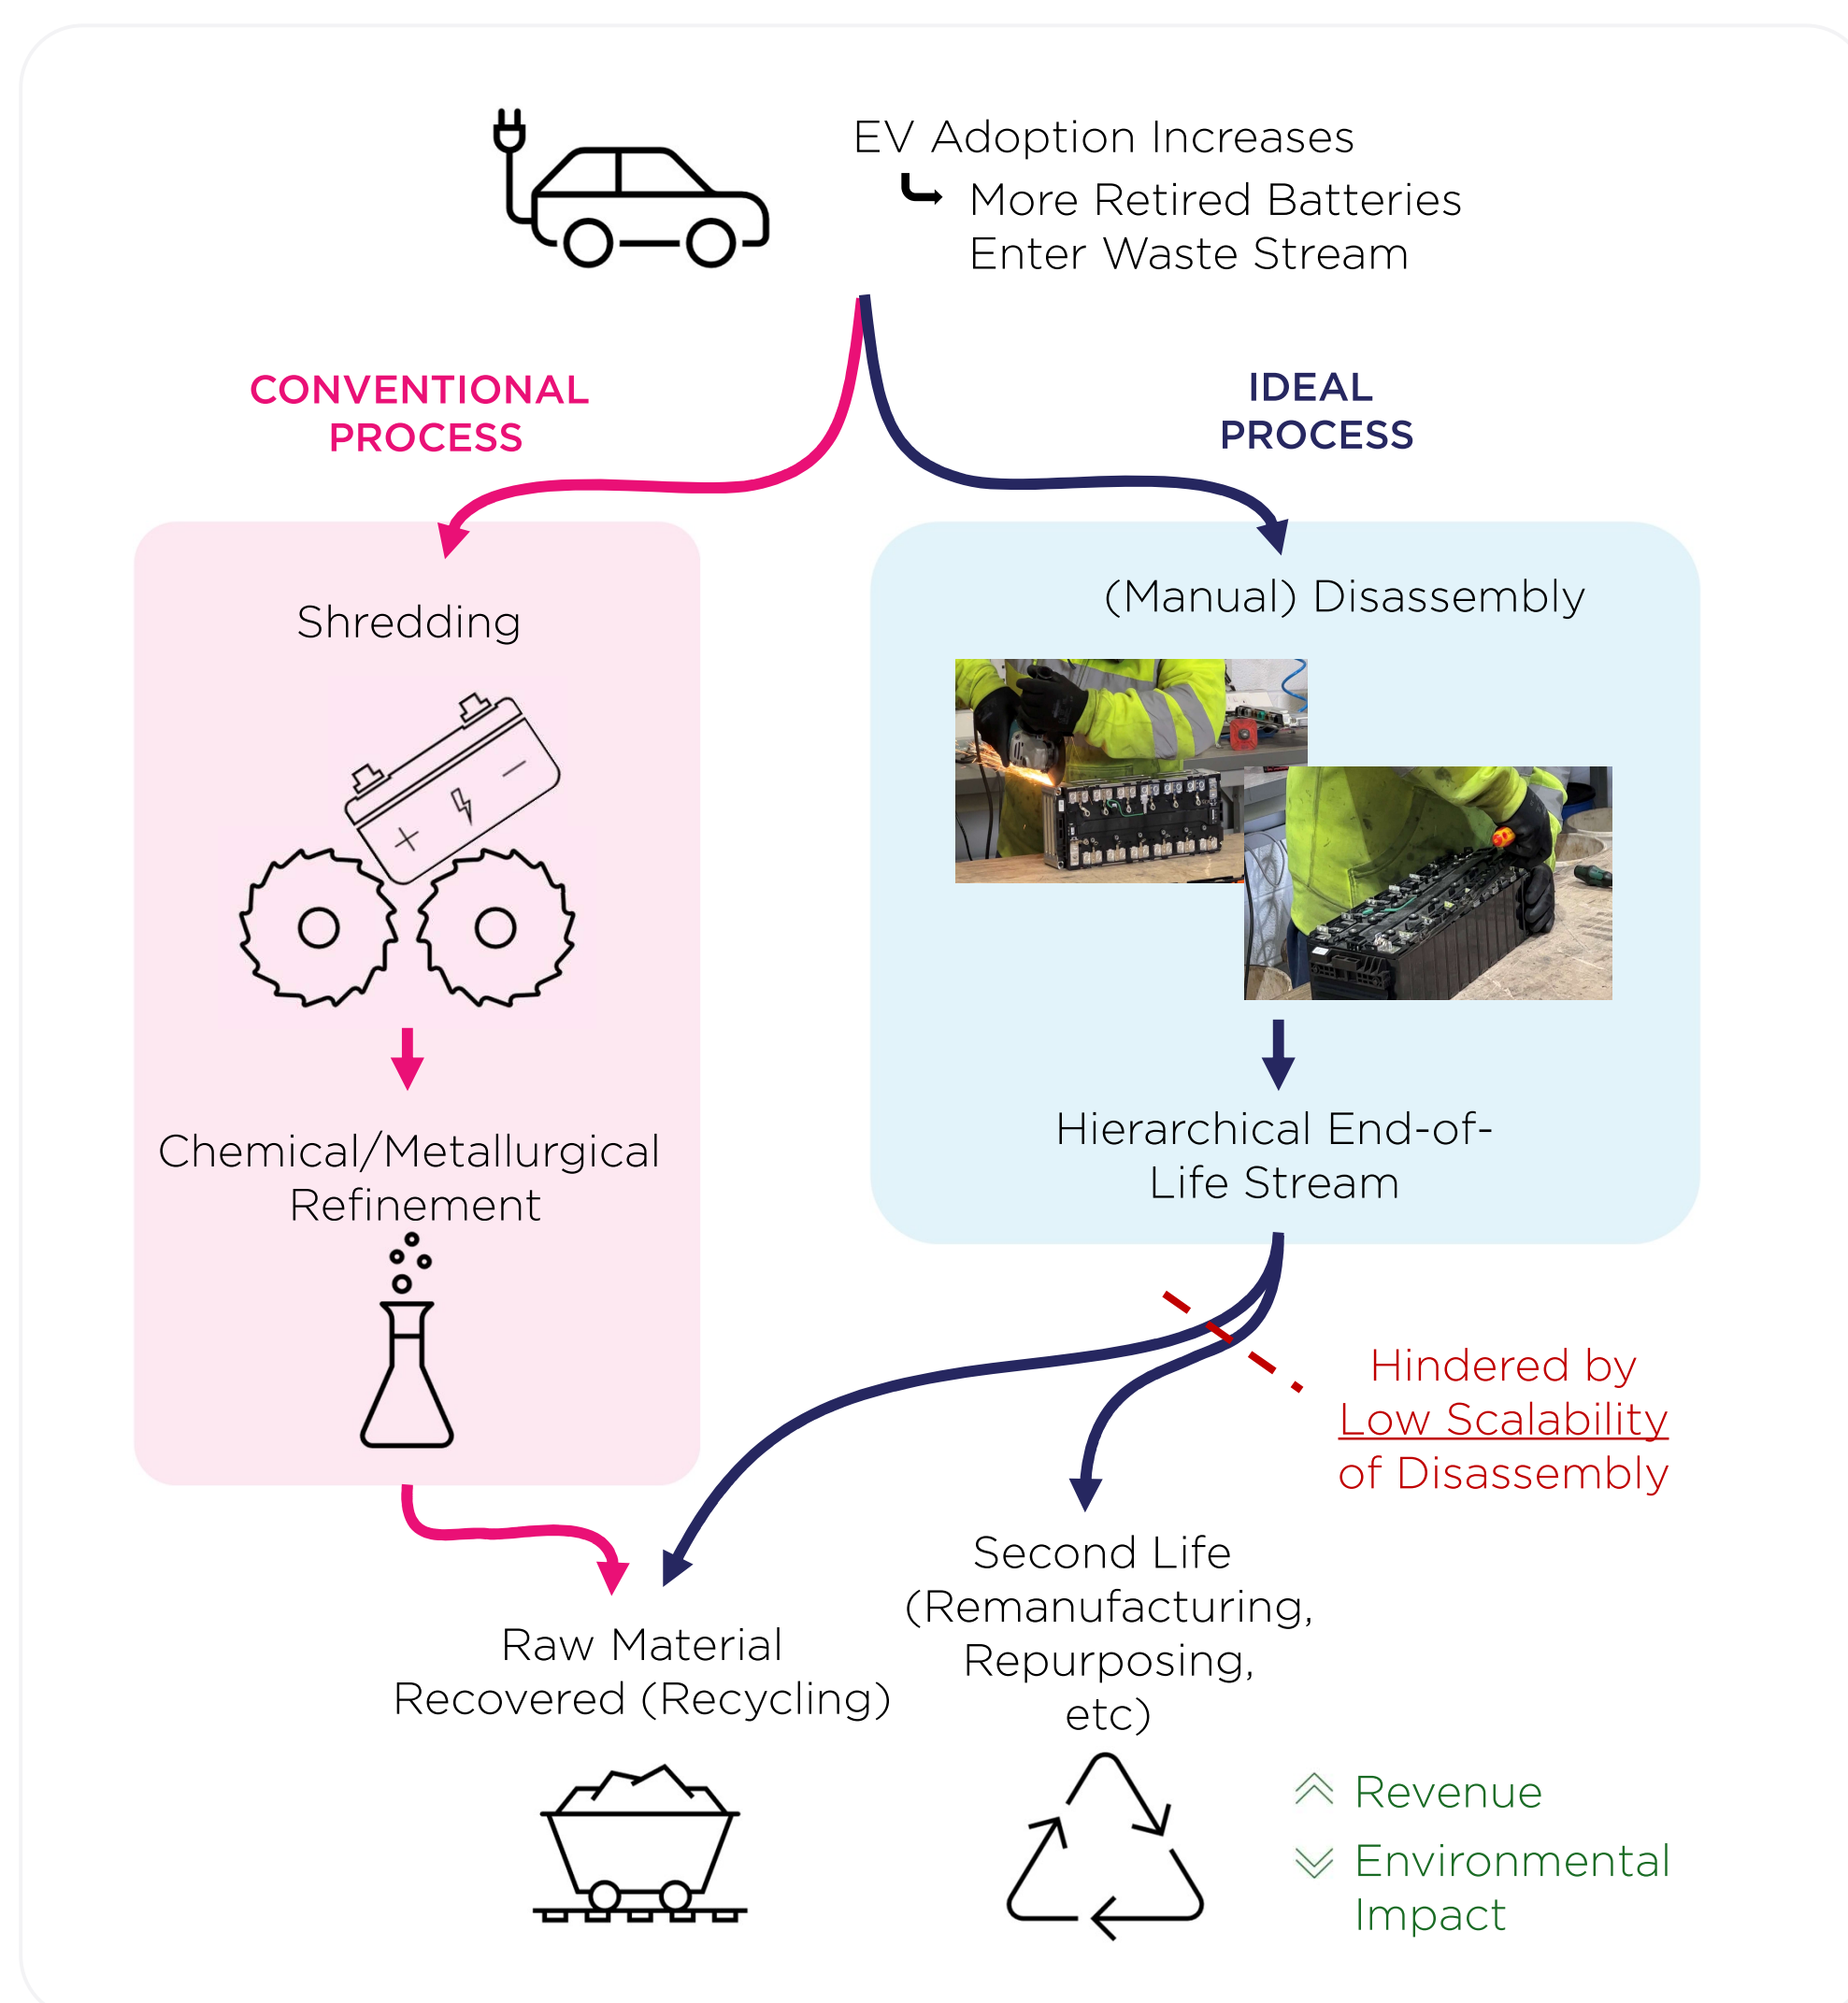 EV Adoption Increases
More Retired Batteries
Enter Waste Stream
CONVENTIONAL
PROCESS
IDEAL
PROCESS
Shredding
Chemical/Metallurgical
Refinement
(Manual) Disassembly
Hierarchical End-of-
Life Stream
Hindered by
Low Scalability
of Disassembly
Raw Material
Recovered (Recycling)
Second Life
(Remanufacturing,
Repurposing,
etc)
Revenue
Environmental
Impact